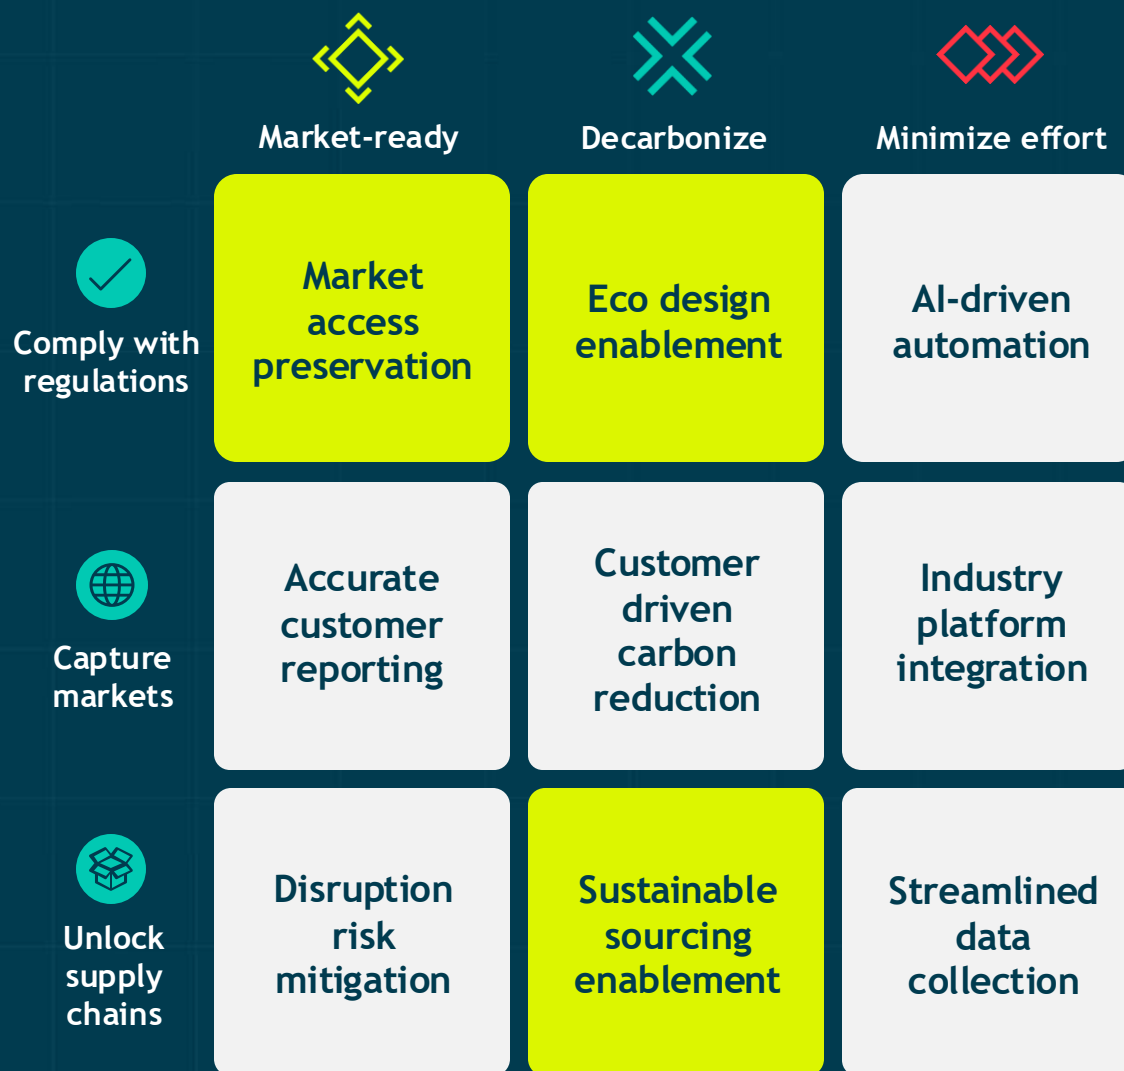 Market-ready
Decarbonize
Minimize effort
Comply with
regulations
Market
access
preservation
Eco design
enablement
AI-driven
automation
Capture
markets
Accurate
customer
reporting
Customer
driven
carbon
reduction
Industry
platform
integration
Unlock
supply
chains
Disruption
risk
mitigation
Sustainable
sourcing
enablement
Streamlined
data
collection